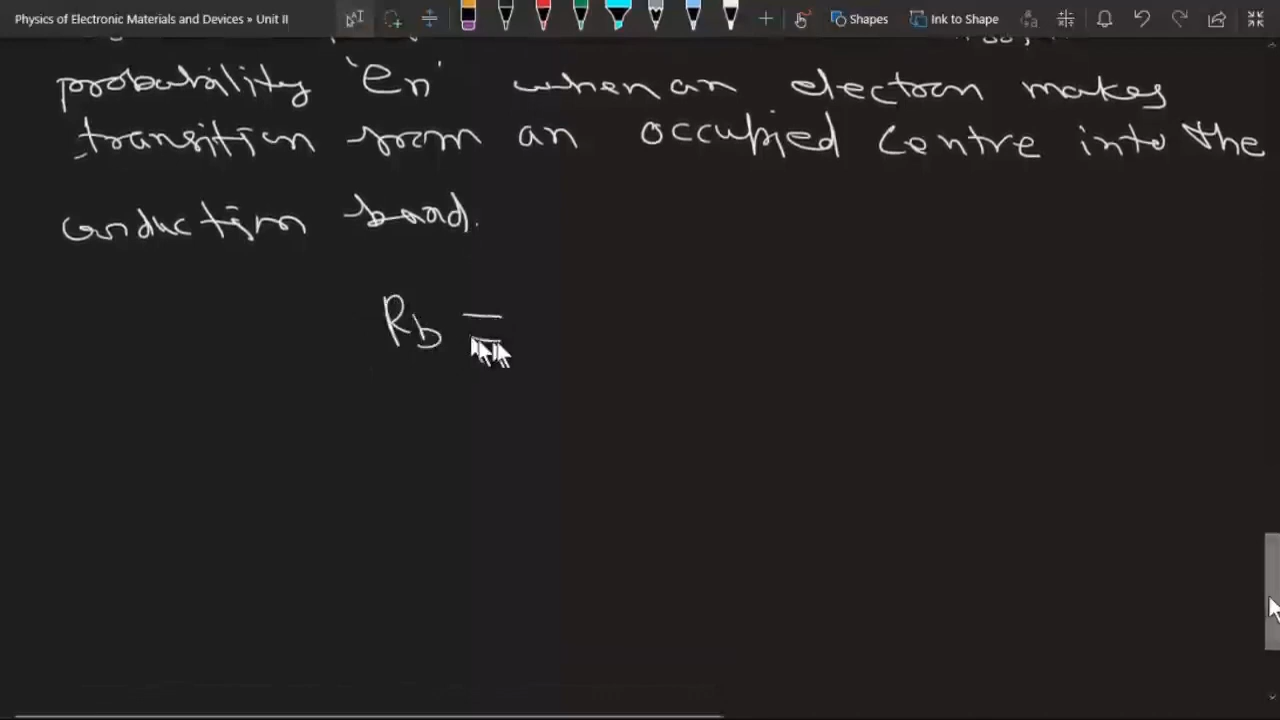 Physics of Electronic Materials and Devices » Unit II
Shapes
Ink to Shape
probability 'en' when an electron makes
transition from an occupied centre into the
conduction band.
Rb =